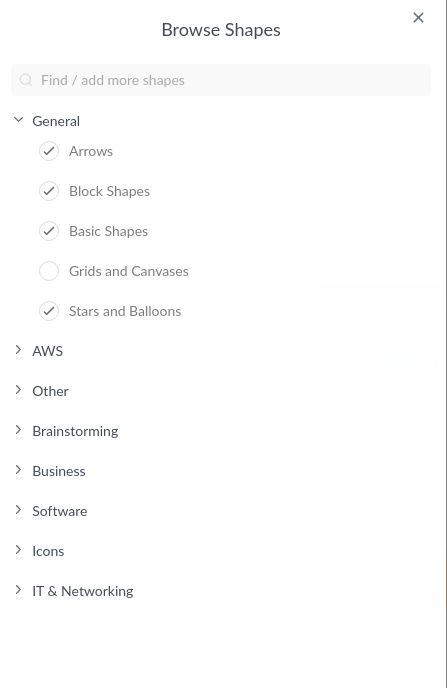 Browse Shapes
Find / add more shapes
General
Arrows
Block Shapes
Basic Shapes
Grids and Canvases
Stars and Balloons
AWS
Other
Brainstorming
Business
Software
Icons
IT & Networking